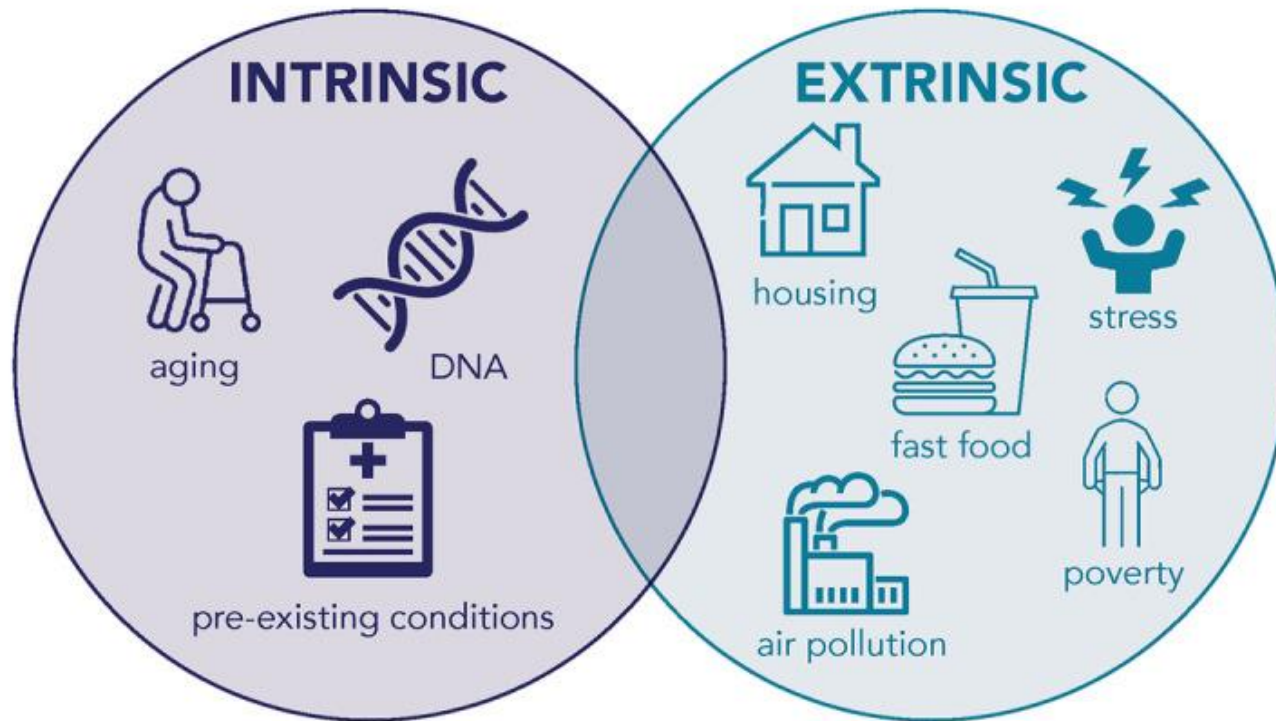 INTRINSIC
aging
DNA
pre-existing conditions
EXTRINSIC
housing
stress
fast food
poverty
air pollution